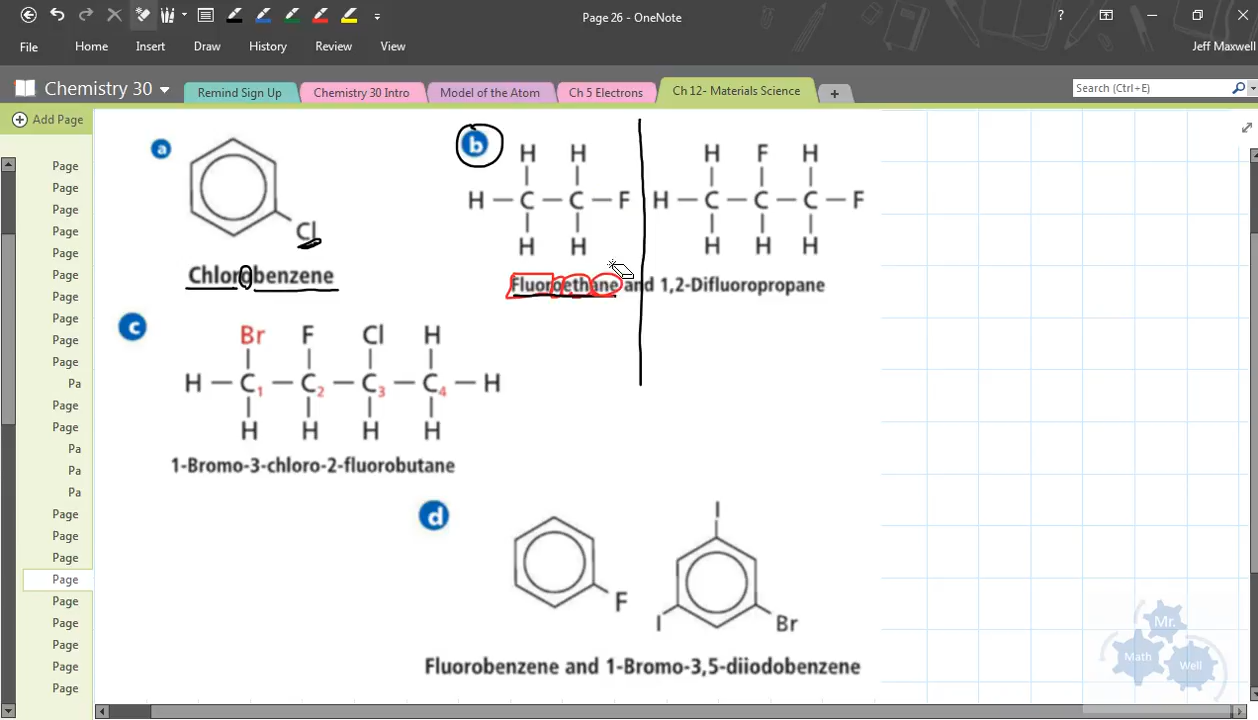 Page 26 - OneNote
?
Jeff Maxwell
File Home Insert Draw History Review View
Chemistry 30
Remind Sign Up
Chemistry 30 Intro
Model of the Atom
Ch 5 Electrons
Ch 12- Materials Science
Search (Ctrl+E)
Add Page
Page
Page
Page
Page
Page
Page
Page
Page
Page
Page
Pa
Page
Page
Pa
Pa
Pa
Page
Page
Page
Page
Page
Page
Page
Page
Page
a
Cl
Chlorobenzene
b
H H
H – C – C – F
H H
H F H
H – C – C – C – F
H H H
Fluoroethane and 1,2-Difluoropropane
c
Br F Cl H
H – C1 – C2 – C3 – C4 – H
H H H H
1-Bromo-3-chloro-2-fluorobutane
d
F
I
I
Br
Fluorobenzene and 1-Bromo-3,5-diiodobenzene
Mr.
Math
Well